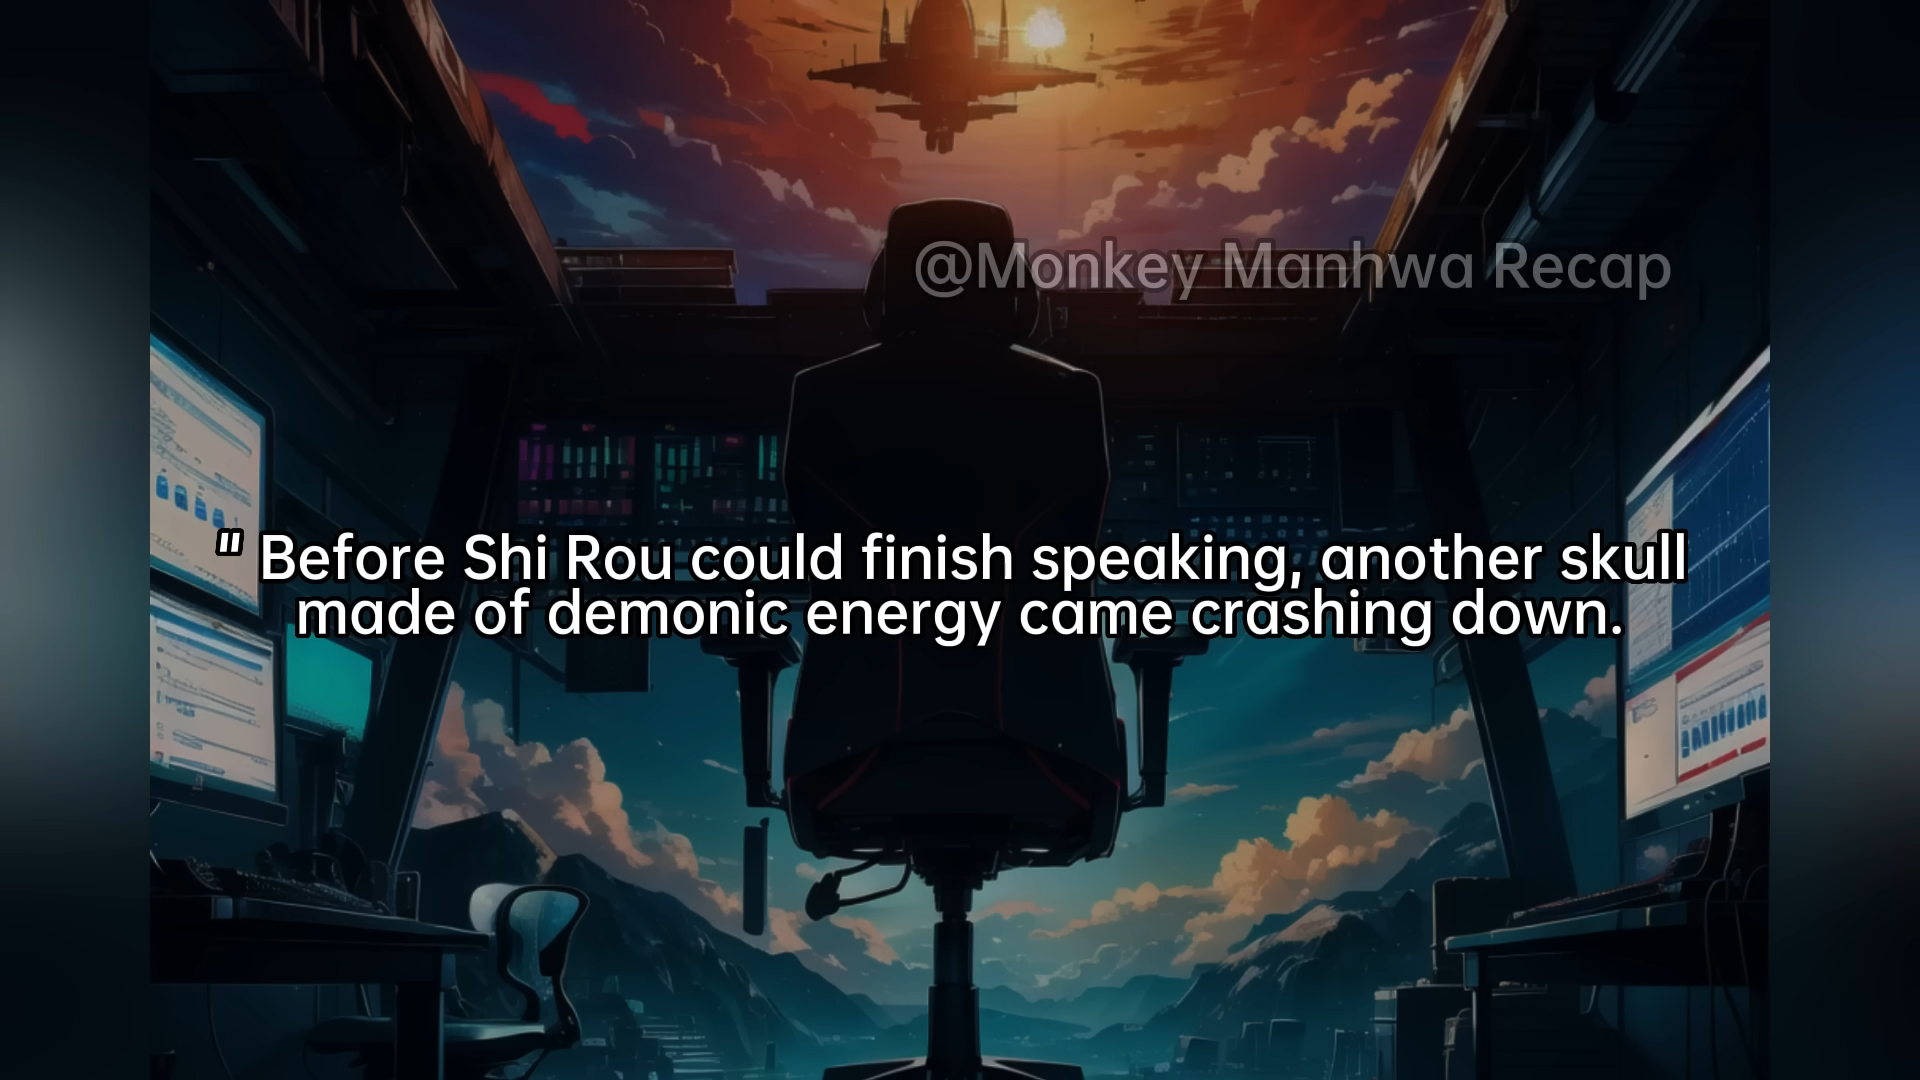 @Monkey Manhwa Recap
" Before Shi Rou could finish speaking, another skull
made of demonic energy came crashing down.